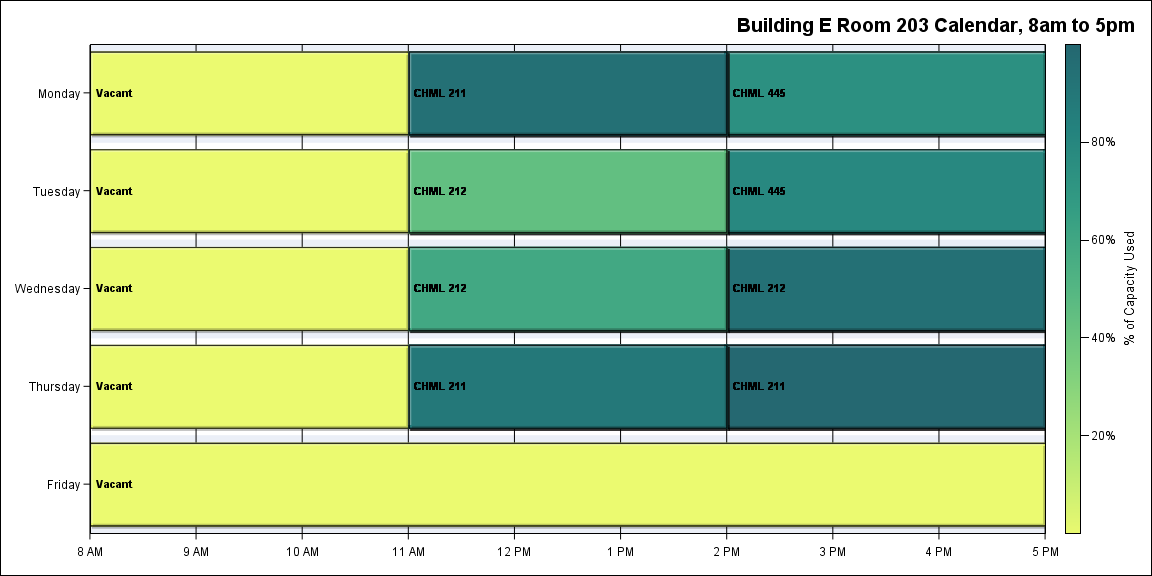 Building E Room 203 Calendar, 8am to 5pm
Monday
Vacant
CHML 211
CHML 445
Tuesday
Vacant
CHML 212
CHML 445
Wednesday
Vacant
CHML 212
CHML 212
Thursday
Vacant
CHML 211
CHML 211
Friday
Vacant
8 AM 9 AM 10 AM 11 AM 12 PM 1 PM 2 PM 3 PM 4 PM 5 PM
80%
60%
40%
20%
% of Capacity Used